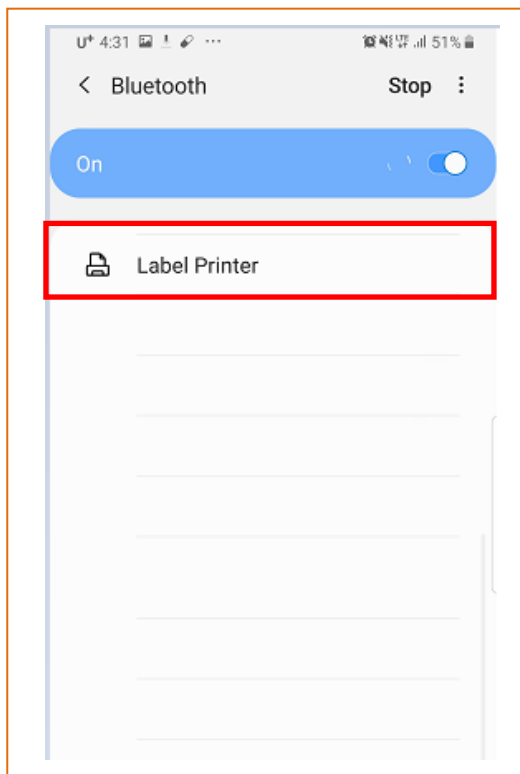 U+ 4:31 ... 51%
< Bluetooth Stop
On
Label Printer